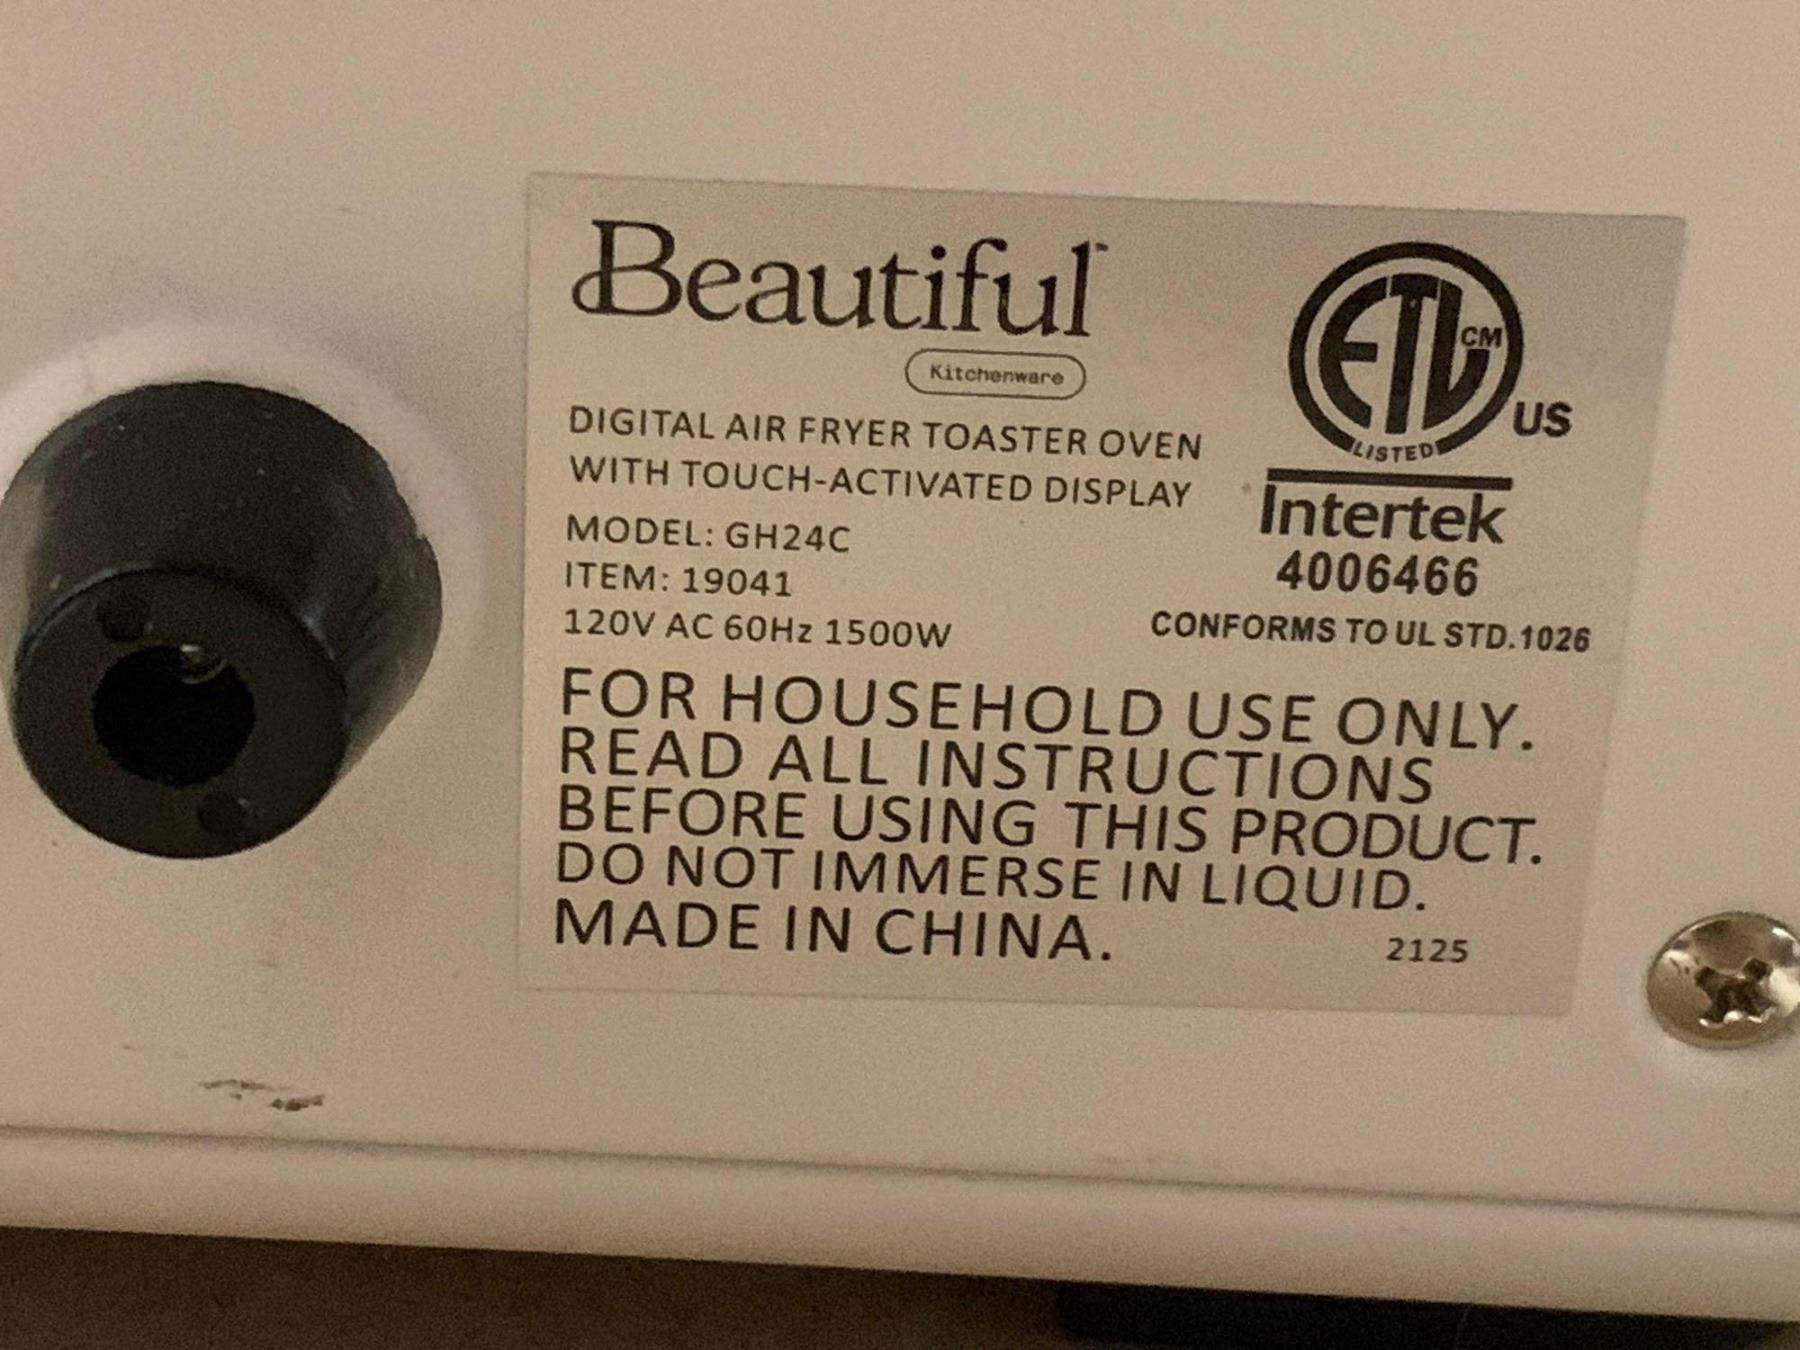 Beautiful™
Kitchenware
DIGITAL AIR FRYER TOASTER OVEN
WITH TOUCH-ACTIVATED DISPLAY
MODEL: GH24C
ITEM: 19041
120V AC 60Hz 1500W
ETL CM
LISTED
US
Intertek
4006466
CONFORMS TO UL STD.1026
FOR HOUSEHOLD USE ONLY.
READ ALL INSTRUCTIONS
BEFORE USING THIS PRODUCT.
DO NOT IMMERSE IN LIQUID.
MADE IN CHINA.
2125